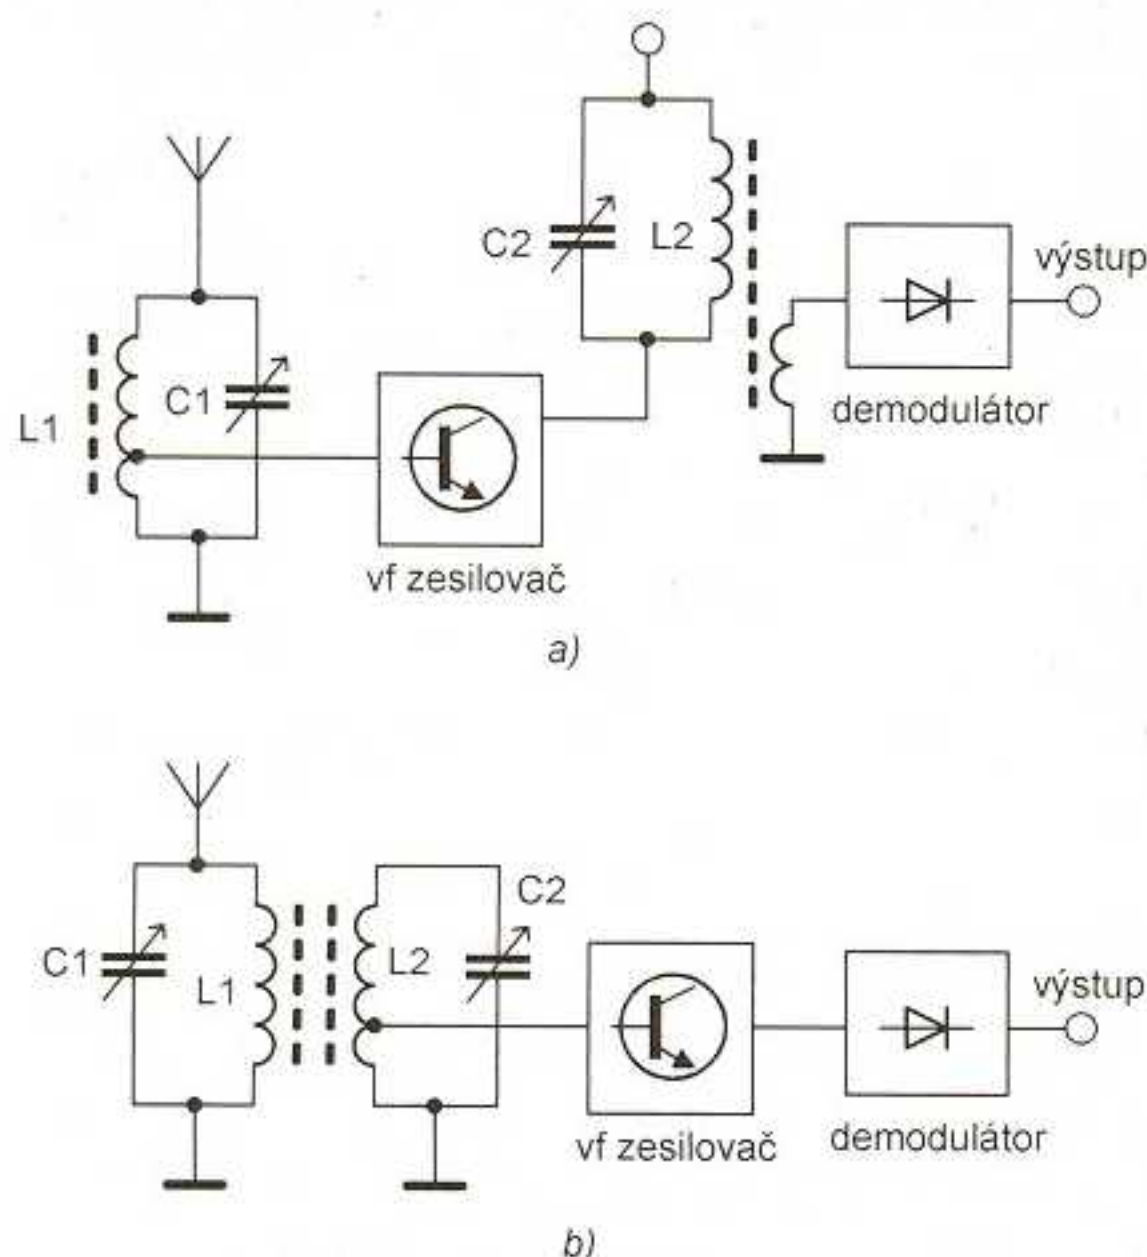 C2
L2
výstup
L1
C1
demodulátor
vf zesilovač
a)
C2
C1
L1
L2
výstup
vf zesilovač
demodulátor
b)